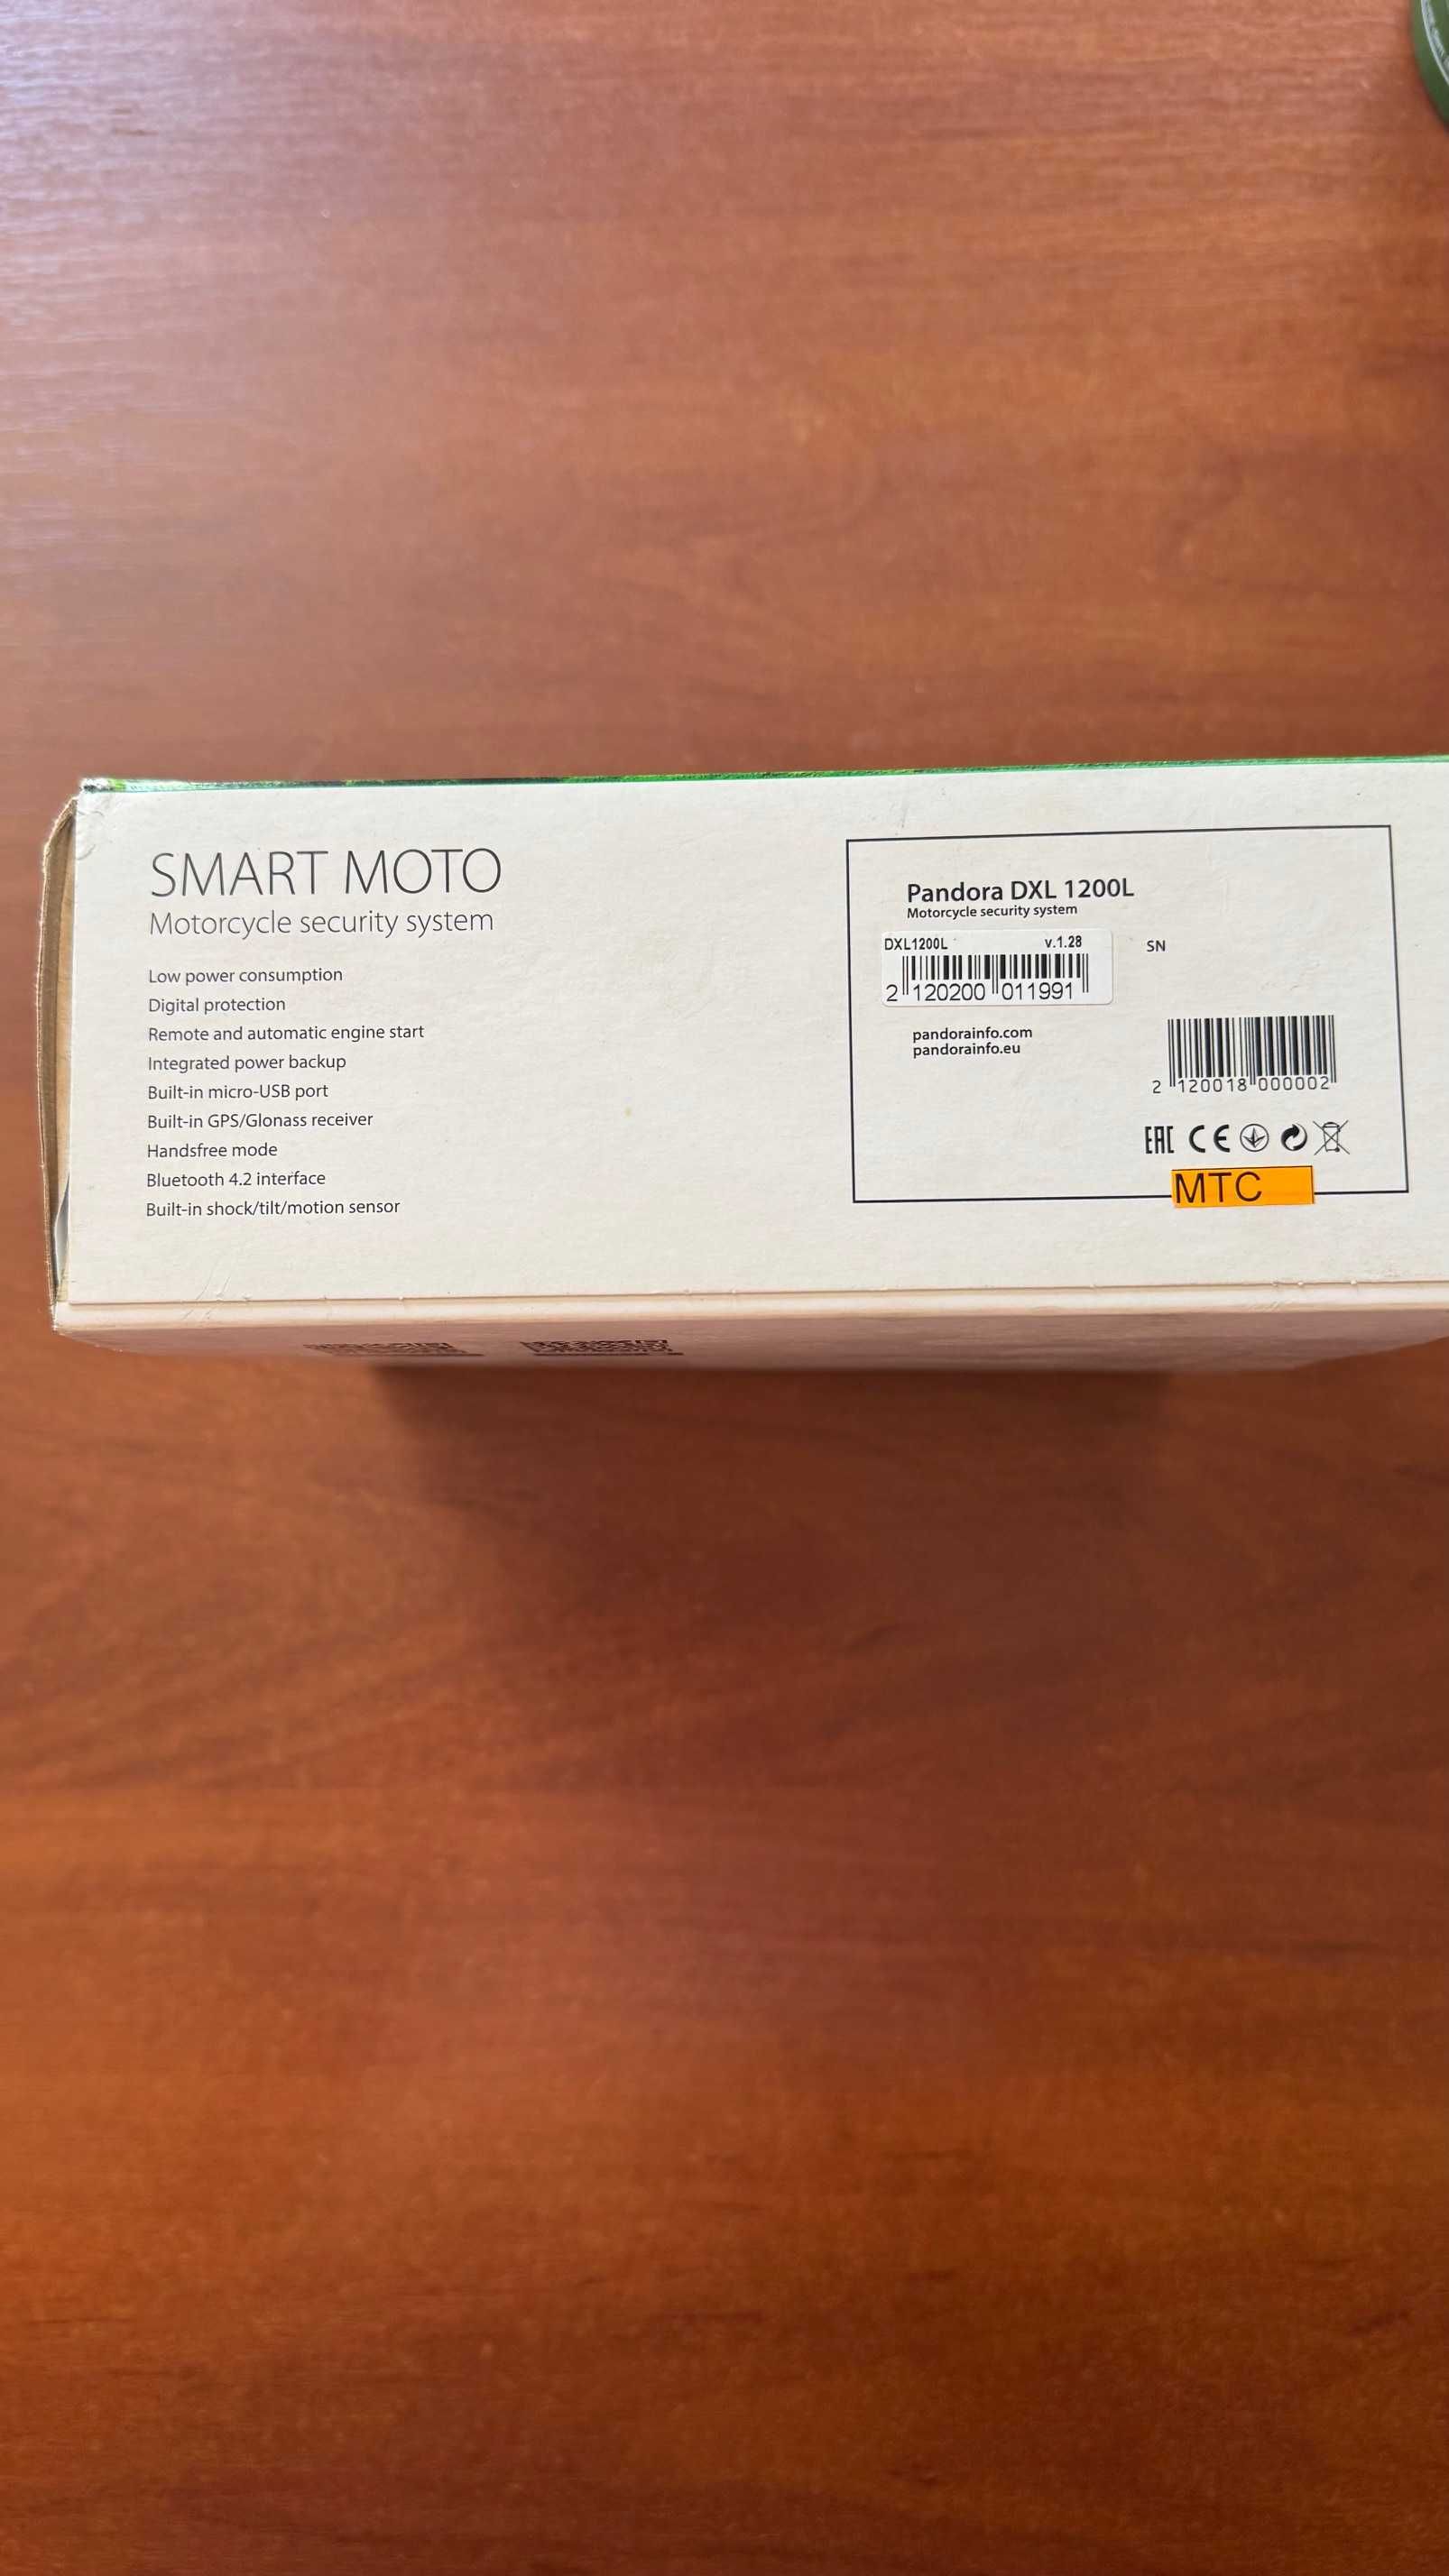 SMART MOTO
Motorcycle security system
Low power consumption
Digital protection
Remote and automatic engine start
Integrated power backup
Built-in micro-USB port
Built-in GPS/Glonass receiver
Handsfree mode
Bluetooth 4.2 interface
Built-in shock/tilt/motion sensor
Pandora DXL 1200L
Motorcycle security system
DXL1200L v.1.28
2 120200 011991
SN
pandorainfo.com
pandorainfo.eu
2 120018 000002
EAC CE
МТС